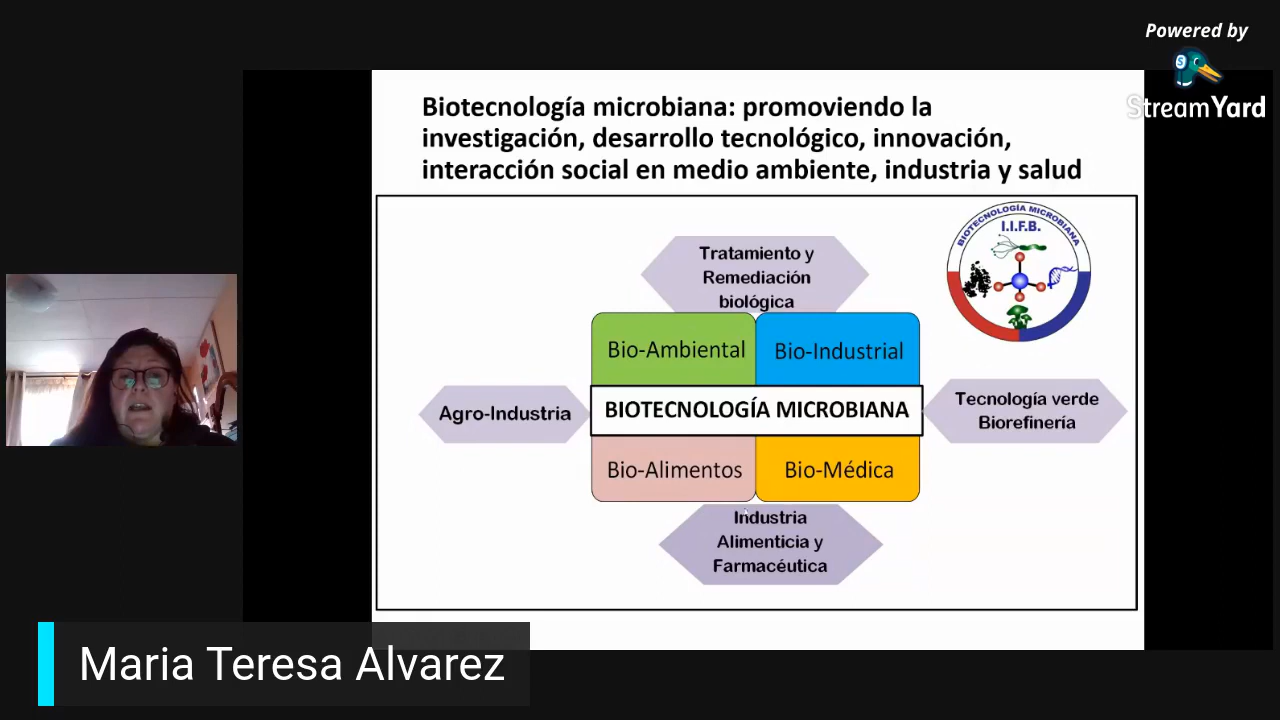 Powered by
StreamYard
Biotecnología microbiana: promoviendo la
investigación, desarrollo tecnológico, innovación,
interacción social en medio ambiente, industria y salud
BIOTECNOLOGÍA MICROBIANA
I.I.F.B.
Tratamiento y
Remediación
biológica
Bio-Ambiental
Bio-Industrial
Agro-Industria
BIOTECNOLOGÍA MICROBIANA
Tecnología verde
Biorefinería
Bio-Alimentos
Bio-Médica
Industria
Alimenticia y
Farmacéutica
Maria Teresa Alvarez